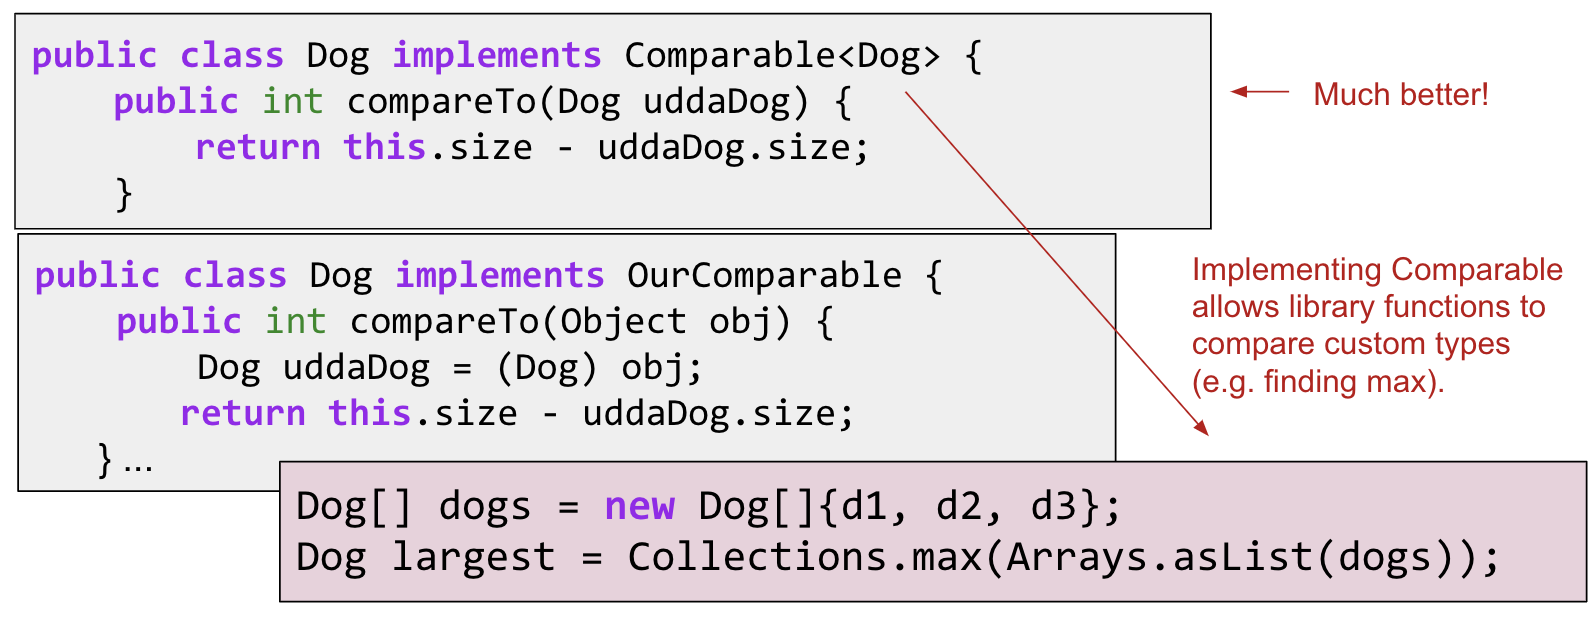 public class Dog implements Comparable<Dog> {
public int compareTo(Dog uddaDog) {
return this.size - uddaDog.size;
}
Much better!
public class Dog implements OurComparable {
public int compareTo(Object obj) {
Dog uddaDog = (Dog) obj;
return this.size - uddaDog.size;
} ...
Implementing Comparable
allows library functions to
compare custom types
(e.g. finding max).
Dog[] dogs = new Dog[]{d1, d2, d3};
Dog largest = Collections.max(Arrays.asList(dogs));